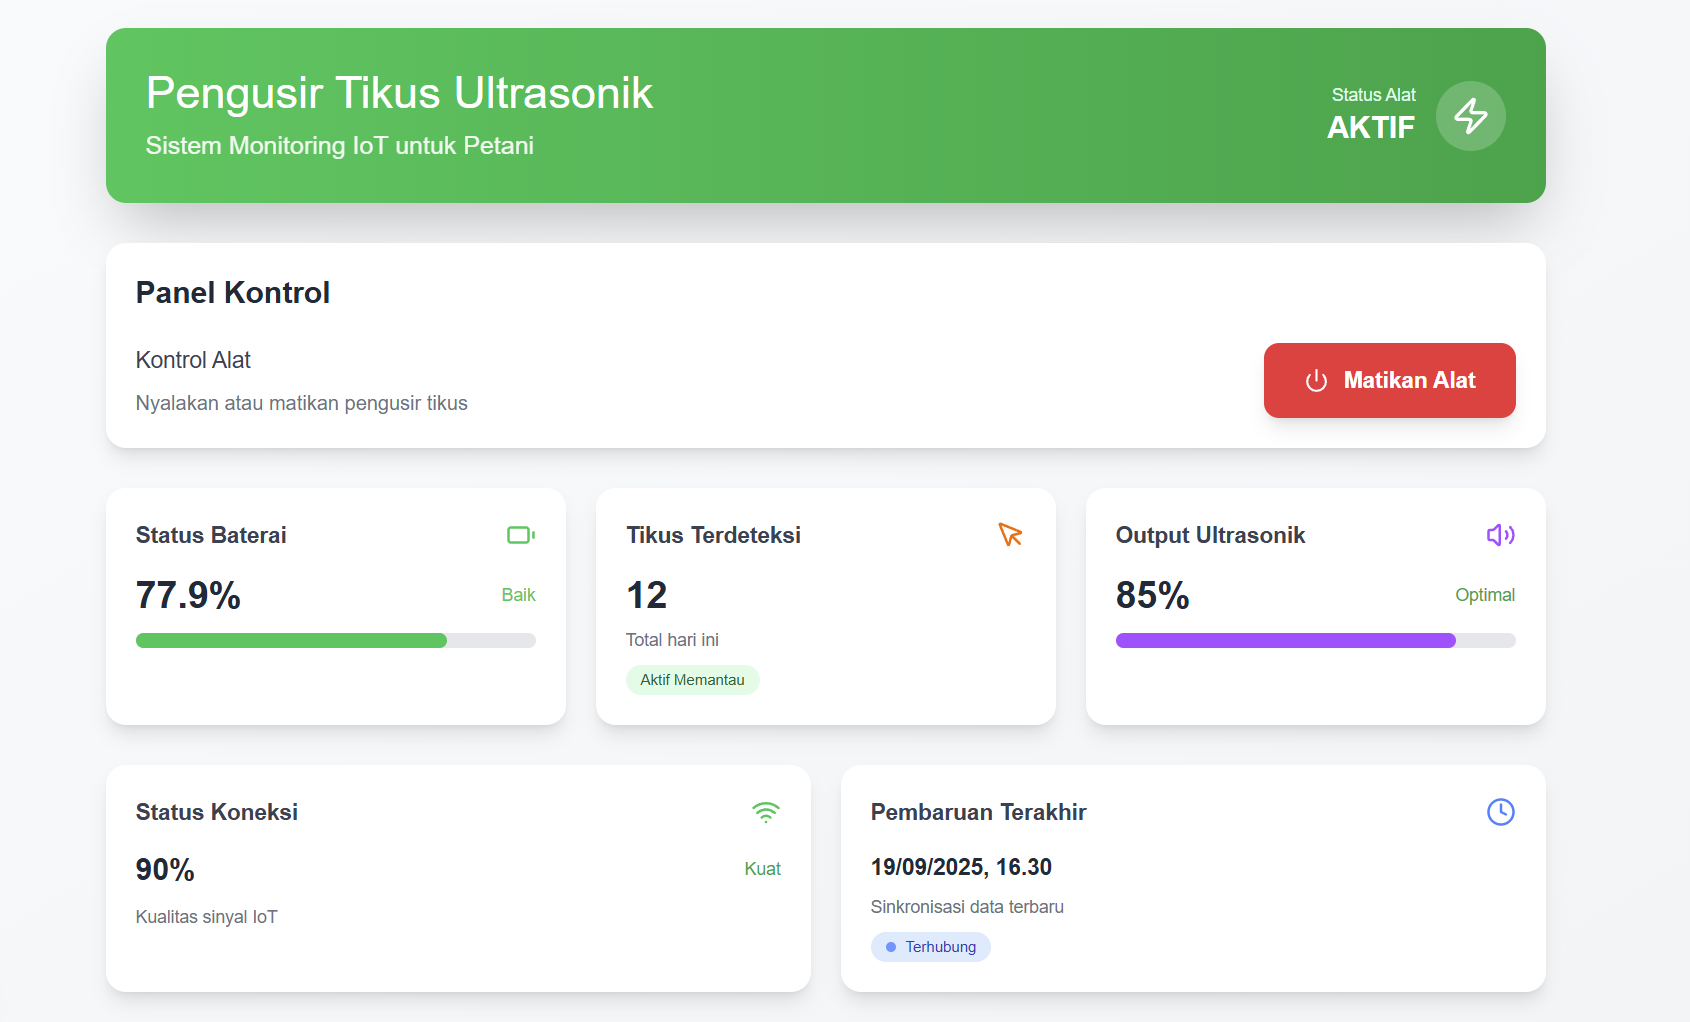 Pengusir Tikus Ultrasonik
Sistem Monitoring IoT untuk Petani
Status Alat
AKTIF
Panel Kontrol
Kontrol Alat
Nyalakan atau matikan pengusir tikus
Matikan Alat
Status Baterai
77.9%
Baik
Tikus Terdeteksi
12
Total hari ini
Aktif Memantau
Output Ultrasonik
85%
Optimal
Status Koneksi
90%
Kuat
Kualitas sinyal IoT
Pembaruan Terakhir
19/09/2025, 16.30
Sinkronisasi data terbaru
Terhubung